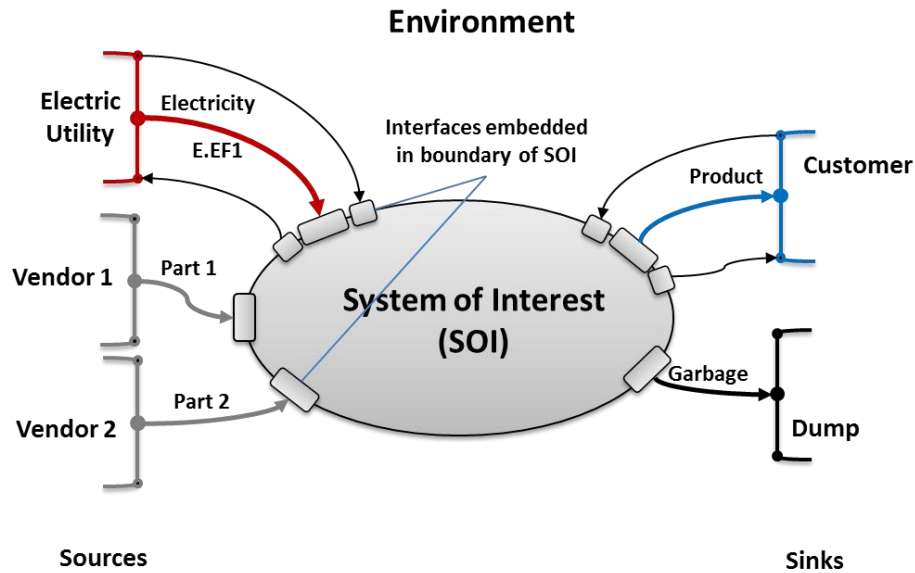 Environment
Electric
Utility
Electricity
E.EF1
Interfaces embedded
in boundary of SOI
Product
Customer
Vendor 1
Part 1
System of Interest
(SOI)
Garbage
Part 2
Vendor 2
Dump
Sources
Sinks